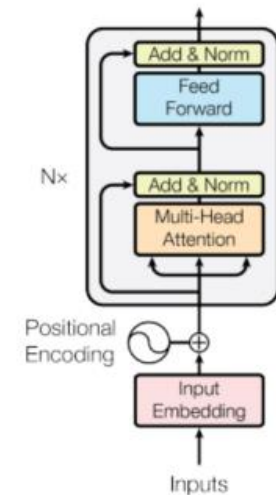 Add & Norm
Feed
Forward
Nx
Add & Norm
Multi-Head
Attention
Positional
Encoding
Input
Embedding
Inputs